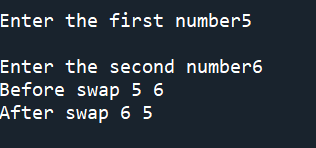 Enter the first number5
Enter the second number6
Before swap 5 6
After swap 6 5